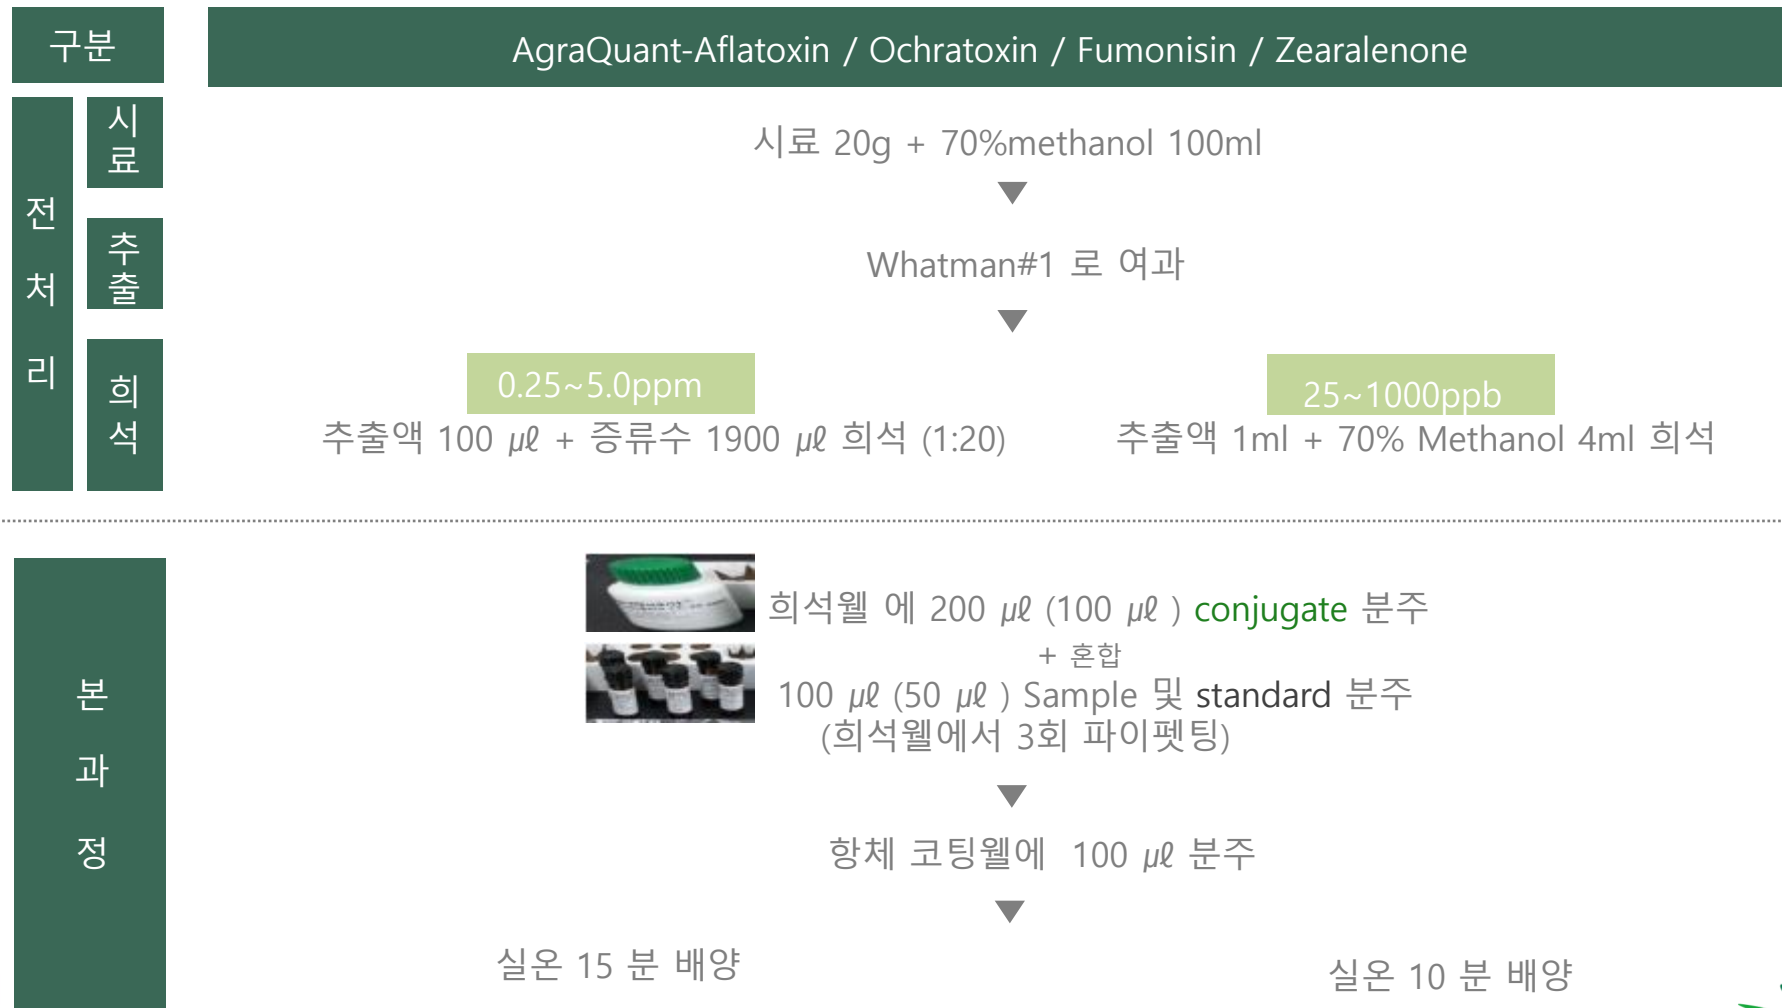 구분
AgraQuant-Aflatoxin / Ochratoxin / Fumonisin / Zearalenone
전처리
시료
시료 20g + 70%methanol 100ml
추출
Whatman#1 로 여과
희석
0.25~5.0ppm
추출액 100 ㎕ + 증류수 1900 ㎕ 희석 (1:20)
25~1000ppb
추출액 1ml + 70% Methanol 4ml 희석
본과정
희석웰 에 200 ㎕ (100 ㎕ ) conjugate 분주
+ 혼합
100 ㎕ (50 ㎕ ) Sample 및 standard 분주
(희석웰에서 3회 파이펫팅)
항체 코팅웰에 100 ㎕ 분주
실온 15 분 배양
실온 10 분 배양